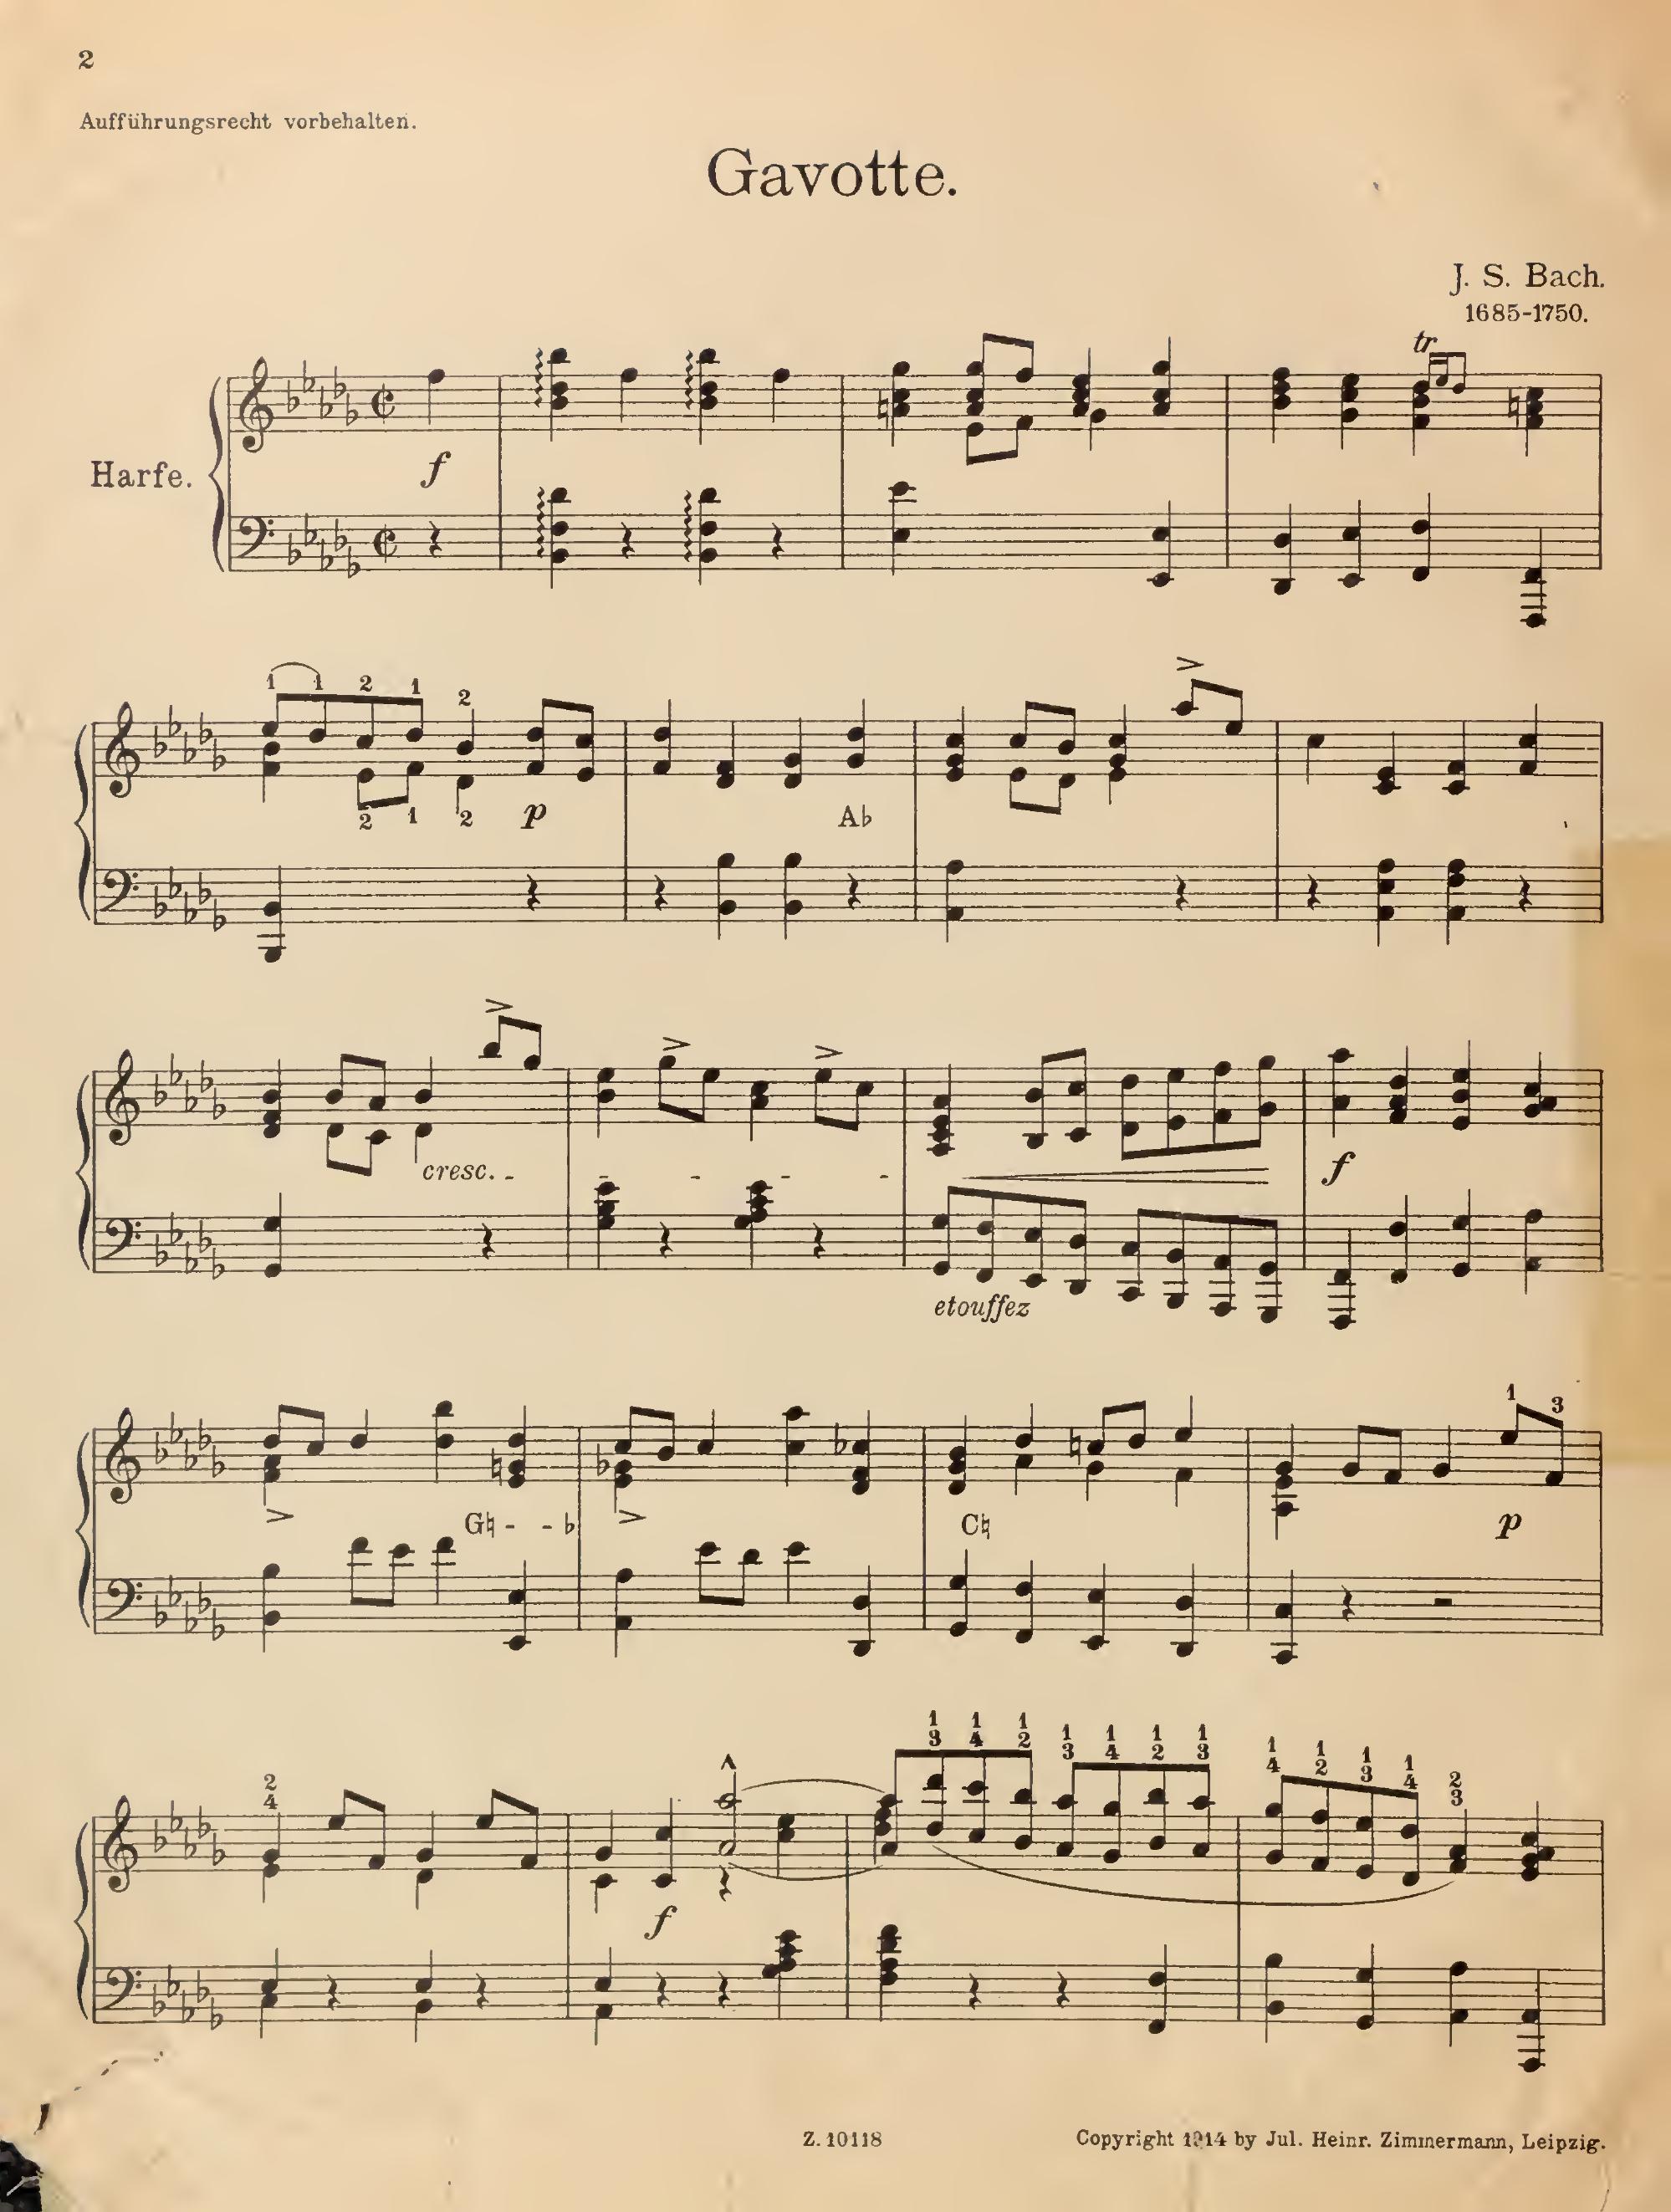 2
Aufführungsrecht vorbehalten.
Gavotte.
J. S. Bach.
1685-1750.
tr
Harfe.
f
1 1 2 1 2
2 1 2 p
A♭
cresc.
f
etouffez
1 3
G♮ - - ♭
C♮
p
1 1 1 1 1 1 1
3 4 2 3 4 2 3
1 1 1 1 2
4 2 3 4 3
2
4
f
Z. 10118
Copyright 1914 by Jul. Heinr. Zimmermann, Leipzig.